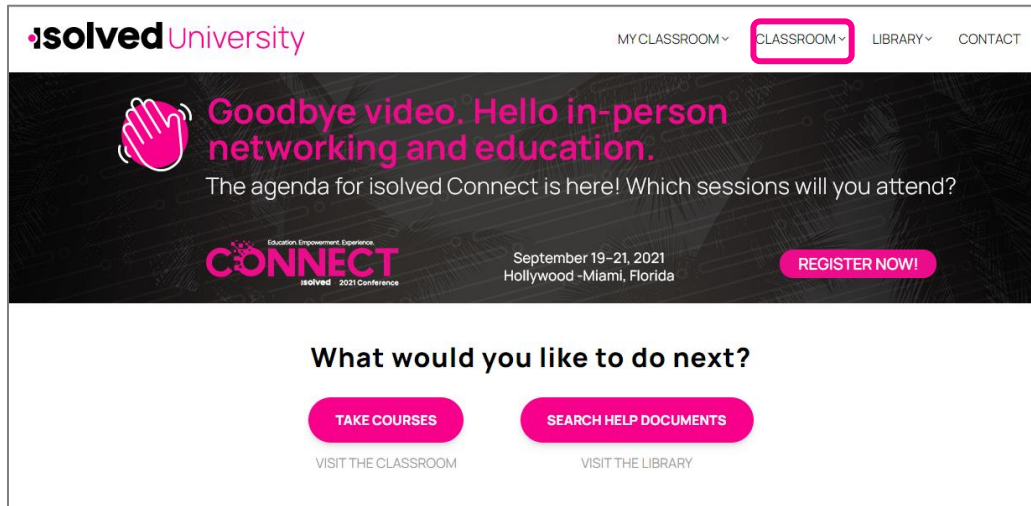 isolved University
MY CLASSROOM
CLASSROOM
LIBRARY
CONTACT
Goodbye video. Hello in-person
networking and education.
The agenda for isolved Connect is here! Which sessions will you attend?
Education. Empowerment. Experience.
CONNECT
isolved 2021 Conference
September 19–21, 2021
Hollywood -Miami, Florida
REGISTER NOW!
What would you like to do next?
TAKE COURSES
SEARCH HELP DOCUMENTS
VISIT THE CLASSROOM
VISIT THE LIBRARY